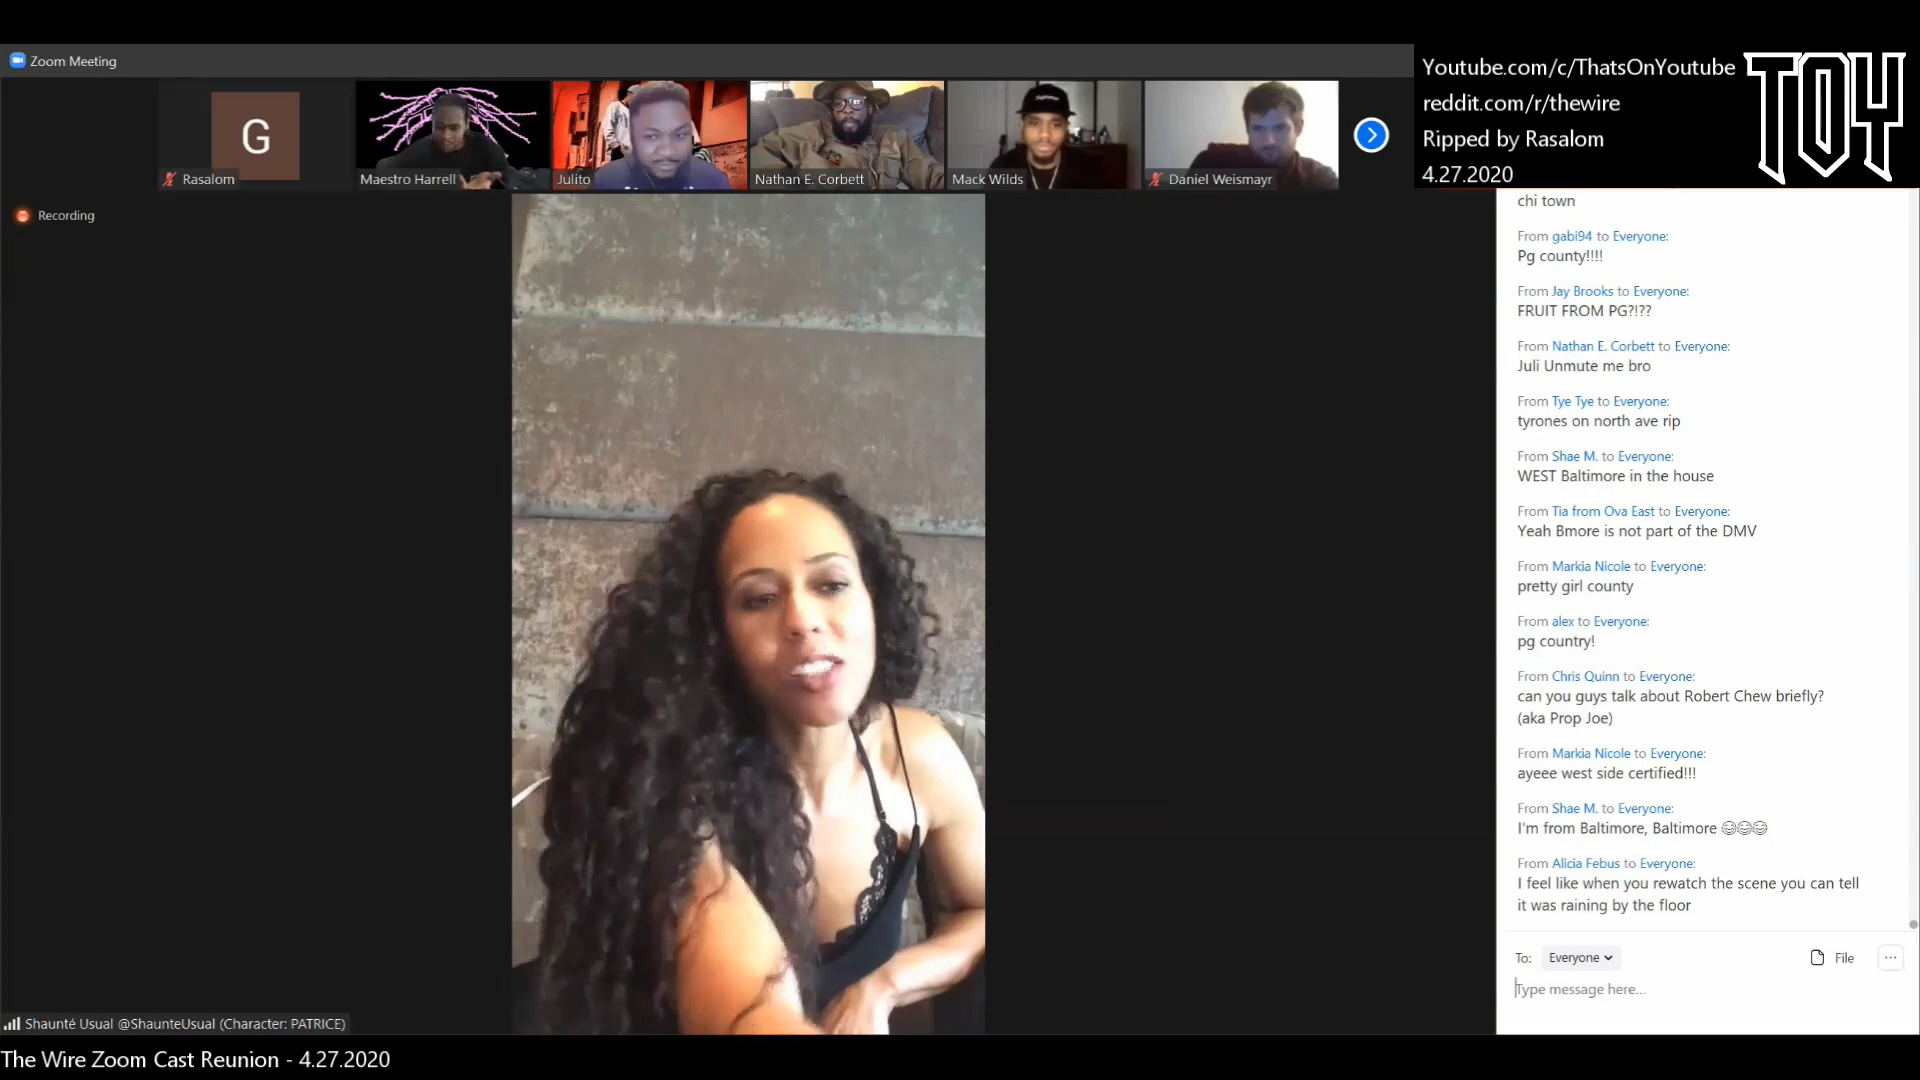 Zoom Meeting
Youtube.com/c/ThatsOnYoutube
reddit.com/r/thewire
Ripped by Rasalom
4.27.2020
TOY
G
Rasalom
Maestro Harrell
Julito
Nathan E. Corbett
Mack Wilds
Daniel Weismayr
Recording
chi town
From gabi94 to Everyone:
Pg county!!!!
From Jay Brooks to Everyone:
FRUIT FROM PG?!??
From Nathan E. Corbett to Everyone:
Juli Unmute me bro
From Tye Tye to Everyone:
tyrones on north ave rip
From Shae M. to Everyone:
WEST Baltimore in the house
From Tia from Ova East to Everyone:
Yeah Bmore is not part of the DMV
From Markia Nicole to Everyone:
pretty girl county
From alex to Everyone:
pg country!
From Chris Quinn to Everyone:
can you guys talk about Robert Chew briefly?
(aka Prop Joe)
From Markia Nicole to Everyone:
ayeee west side certified!!!
From Shae M. to Everyone:
I'm from Baltimore, Baltimore 😊😊😊
From Alicia Febus to Everyone:
I feel like when you rewatch the scene you can tell
it was raining by the floor
To: Everyone
File
...
Type message here...
Shaunté Usual @ShaunteUsual (Character: PATRICE)
The Wire Zoom Cast Reunion - 4.27.2020